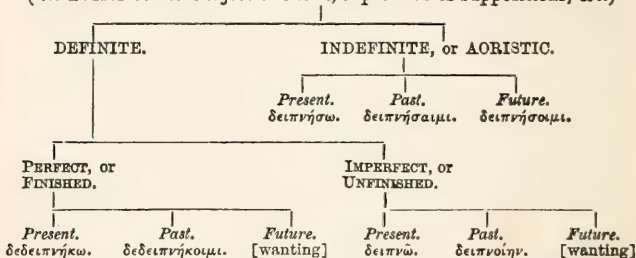 DEFINITE. INDEFINITE, or AORISTIC.
Present. Past. Future.
δειπνήσω. δειπνήσαιμι. δειπνήσοιμι.
PERFECT, or IMPERFECT, or
FINISHED. UNFINISHED.
Present. Past. Future. Present. Past. Future.
δεδειπνήκω. δεδειπνήκοιμι. [wanting] δειπνῶ. δειπνοίην. [wanting]